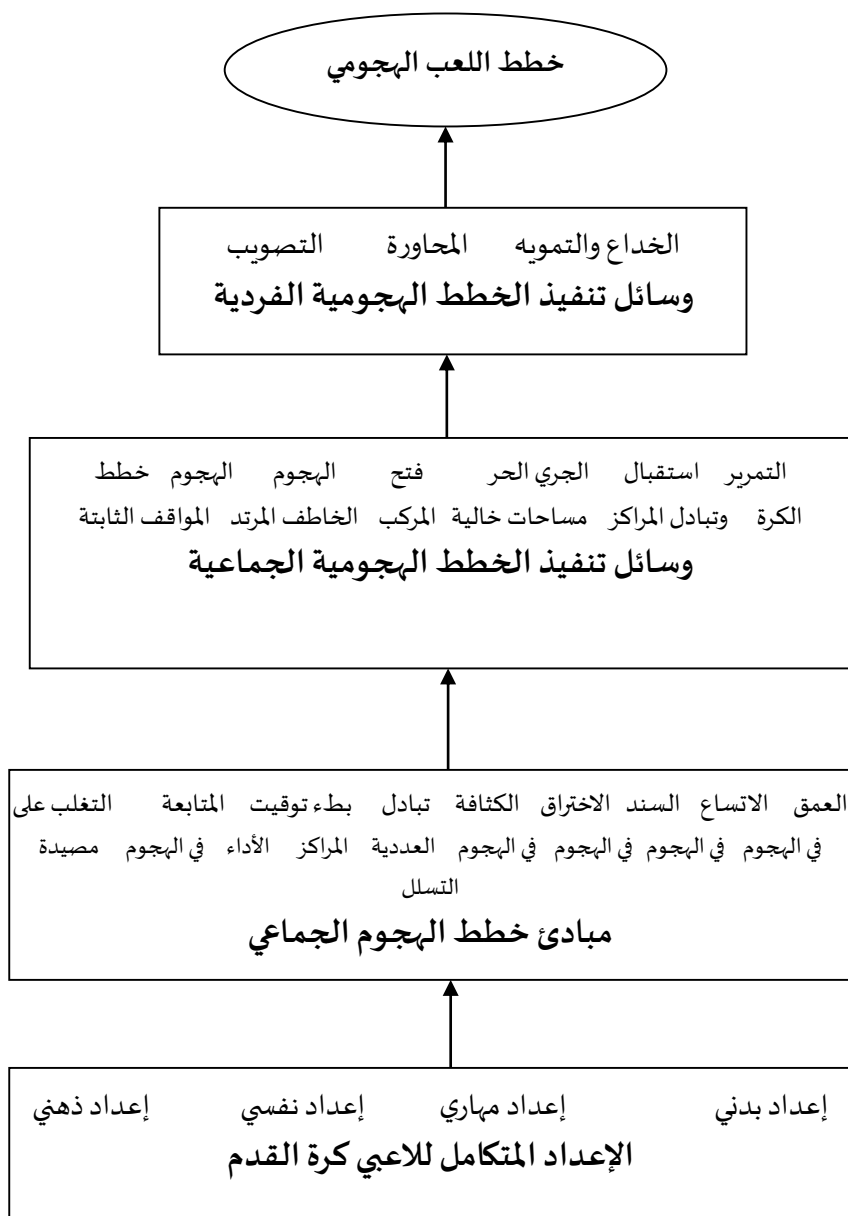 خطط اللعب الهجومي
الخداع والتمويه المحاورة التصويب
وسائل تنفيذ الخطط الهجومية الفردية
التمرير استقبال الجري الحر فتح الهجوم الهجوم خطط
الكرة وتبادل المراكز مساحات خالية المركب الخاطف المرتد المواقف الثابتة
وسائل تنفيذ الخطط الهجومية الجماعية
العمق الاتساع السند الاختراق الكثافة تبادل بطء توقيت المتابعة التغلب على
في الهجوم في الهجوم في الهجوم في الهجوم العددية المراكز الأداء في الهجوم مصيدة
التسلل
مبادئ خطط الهجوم الجماعي
إعداد بدني إعداد مهاري إعداد نفسي إعداد ذهني
الإعداد المتكامل للاعبي كرة القدم